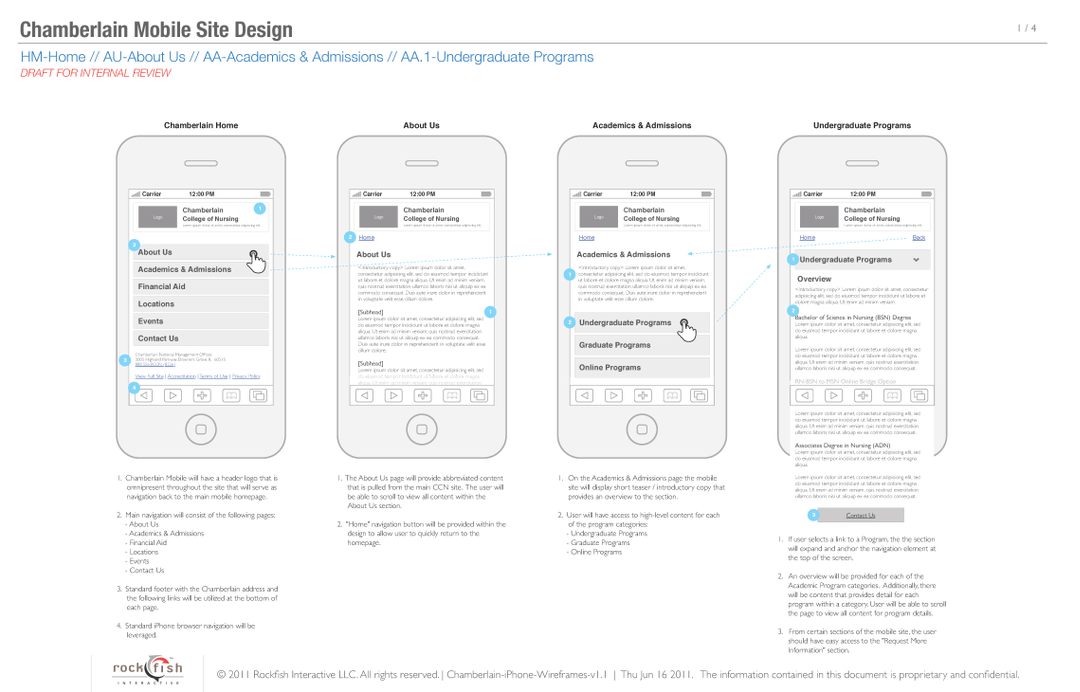 Chamberlain Mobile Site Design
1 / 4
HM-Home // AU-About Us // AA-Academics & Admissions // AA.1-Undergraduate Programs
DRAFT FOR INTERNAL REVIEW
Chamberlain Home
Carrier 12:00 PM
Logo
Chamberlain
College of Nursing
1
2
About Us
Academics & Admissions
Financial Aid
Locations
Events
Contact Us
3
Chamberlain National Management Offices
View Full Site | Accreditation | Terms of Use | Privacy Policy
4
1. Chamberlain Mobile will have a header logo that is
omnipresent throughout the site that will serve as
navigation back to the main mobile homepage.
2. Main navigation will consist of the following pages:
- About Us
- Academics & Admissions
- Financial Aid
- Locations
- Events
- Contact Us
3. Standard footer with the Chamberlain address and
the following links will be utilized at the bottom of
each page.
4. Standard iPhone browser navigation will be
leveraged.
About Us
Carrier 12:00 PM
Logo
Chamberlain
College of Nursing
2
Home
About Us
<Introductory copy> Lorem ipsum dolor sit amet,
consectetur adipisicing elit, sed do eiusmod tempor incididunt
ut labore et dolore magna aliqua. Ut enim ad minim veniam,
quis nostrud exercitation ullamco laboris nisi ut aliquip ex ea
commodo consequat. Duis aute irure dolor in reprehenderit
in voluptate velit esse cillum dolore.
1
[Subhead]
Lorem ipsum dolor sit amet, consectetur adipisicing elit, sed
do eiusmod tempor incididunt ut labore et dolore magna
aliqua. Ut enim ad minim veniam, quis nostrud exercitation
ullamco laboris nisi ut aliquip ex ea commodo consequat.
Duis aute irure dolor in reprehenderit in voluptate velit esse
cillum dolore.
[Subhead]
Lorem ipsum dolor sit amet, consectetur adipisicing elit, sed
do eiusmod tempor incididunt ut labore et dolore magna
1. The About Us page will provide abbreviated content
that is pulled from the main CCN site. The user will
be able to scroll to view all content within the
About Us section.
2. "Home" navigation button will be provided within the
design to allow user to quickly return to the
homepage.
Academics & Admissions
Carrier 12:00 PM
Logo
Chamberlain
College of Nursing
Home
Academics & Admissions
1
<Introductory copy> Lorem ipsum dolor sit amet,
consectetur adipisicing elit, sed do eiusmod tempor incididunt
ut labore et dolore magna aliqua. Ut enim ad minim veniam,
quis nostrud exercitation ullamco laboris nisi ut aliquip ex ea
commodo consequat. Duis aute irure dolor in reprehenderit
in voluptate velit esse cillum dolore.
2
Undergraduate Programs
Graduate Programs
Online Programs
1. On the Academics & Admissions page the mobile
site will display short teaser / introductory copy that
provides an overview to the section.
2. User will have access to high-level content for each
of the program categories:
- Undergraduate Programs
- Graduate Programs
- Online Programs
Undergraduate Programs
Carrier 12:00 PM
Logo
Chamberlain
College of Nursing
Home Back
1
Undergraduate Programs
Overview
<Introductory copy> Lorem ipsum dolor sit amet, consectetur
adipisicing elit, sed do eiusmod tempor incididunt ut labore et
dolore magna aliqua. Ut enim ad minim veniam.
2
Bachelor of Science in Nursing (BSN) Degree
Lorem ipsum dolor sit amet, consectetur adipisicing elit, sed
do eiusmod tempor incididunt ut labore et dolore magna
aliqua.
Lorem ipsum dolor sit amet, consectetur adipisicing elit, sed
do eiusmod tempor incididunt ut labore et dolore magna
aliqua. Ut enim ad minim veniam, quis nostrud exercitation
ullamco laboris nisi ut aliquip ex ea commodo consequat.
RN-BSN to MSN Online Bridge Option
Lorem ipsum dolor sit amet, consectetur adipisicing elit, sed
do eiusmod tempor incididunt ut labore et dolore magna
aliqua. Ut enim ad minim veniam, quis nostrud exercitation
ullamco laboris nisi ut aliquip ex ea commodo consequat.
Associates Degree in Nursing (ADN)
Lorem ipsum dolor sit amet, consectetur adipisicing elit, sed
do eiusmod tempor incididunt ut labore et dolore magna
aliqua.
Lorem ipsum dolor sit amet, consectetur adipisicing elit, sed
do eiusmod tempor incididunt ut labore et dolore magna
aliqua. Ut enim ad minim veniam, quis nostrud exercitation
ullamco laboris nisi ut aliquip ex ea commodo consequat.
3
Contact Us
1. If user selects a link to a Program, the the section
will expand and anchor the navigation element at
the top of the screen.
2. An overview will be provided for each of the
Academic Program categories. Additionally, there
will be content that provides detail for each
program within a category. User will be able to scroll
the page to view all content for program details.
3. From certain sections of the mobile site, the user
should have easy access to the "Request More
Information" section.
rockfish
INTERACTIVE
© 2011 Rockfish Interactive LLC. All rights reserved. | Chamberlain-iPhone-Wireframes-v1.1 | Thu Jun 16 2011. The information contained in this document is proprietary and confidential.